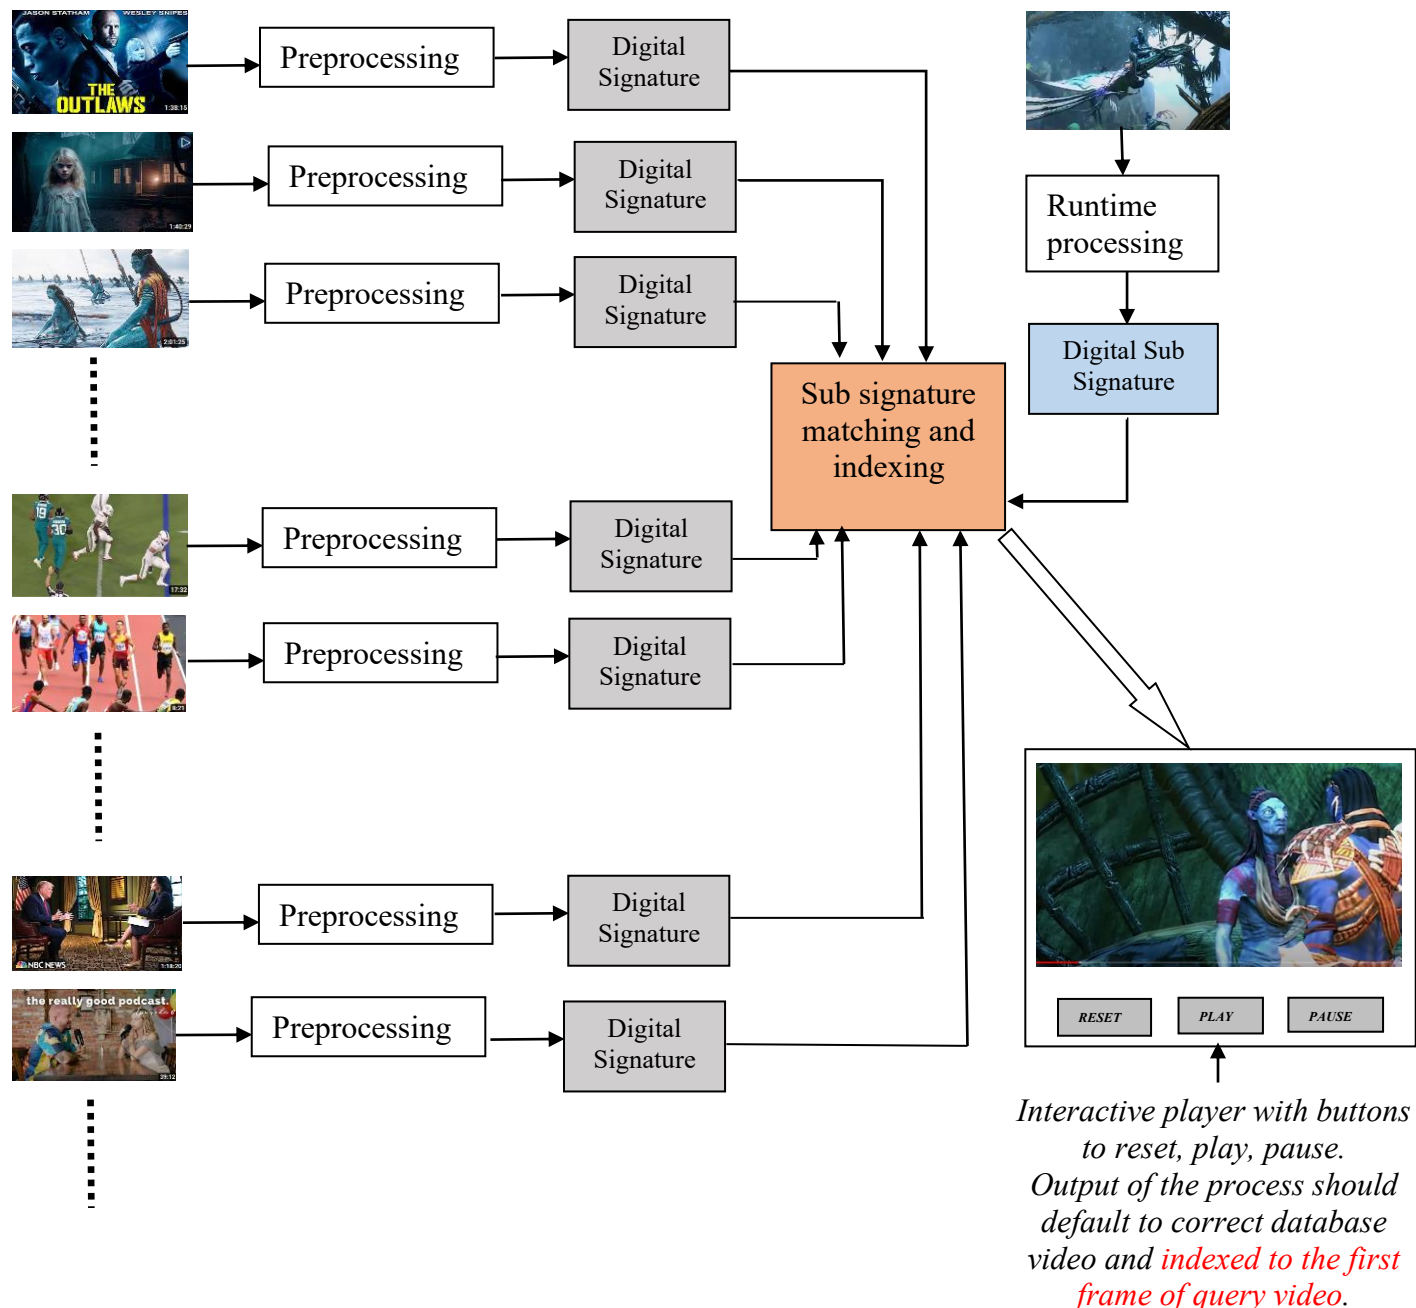 JASON STATHAM WESLEY SNIPES
THE
OUTLAWS
1:38:15
Preprocessing
Digital
Signature
1:40:29
Preprocessing
Digital
Signature
2:01:25
Preprocessing
Digital
Signature
Runtime
processing
Digital Sub
Signature
Sub signature
matching and
indexing
19
30
17:32
Preprocessing
Digital
Signature
8:21
Preprocessing
Digital
Signature
NBC NEWS
1:18:20
Preprocessing
Digital
Signature
the really good podcast.
39:12
Preprocessing
Digital
Signature
RESET
PLAY
PAUSE
Interactive player with buttons
to reset, play, pause.
Output of the process should
default to correct database
video and indexed to the first
frame of query video.